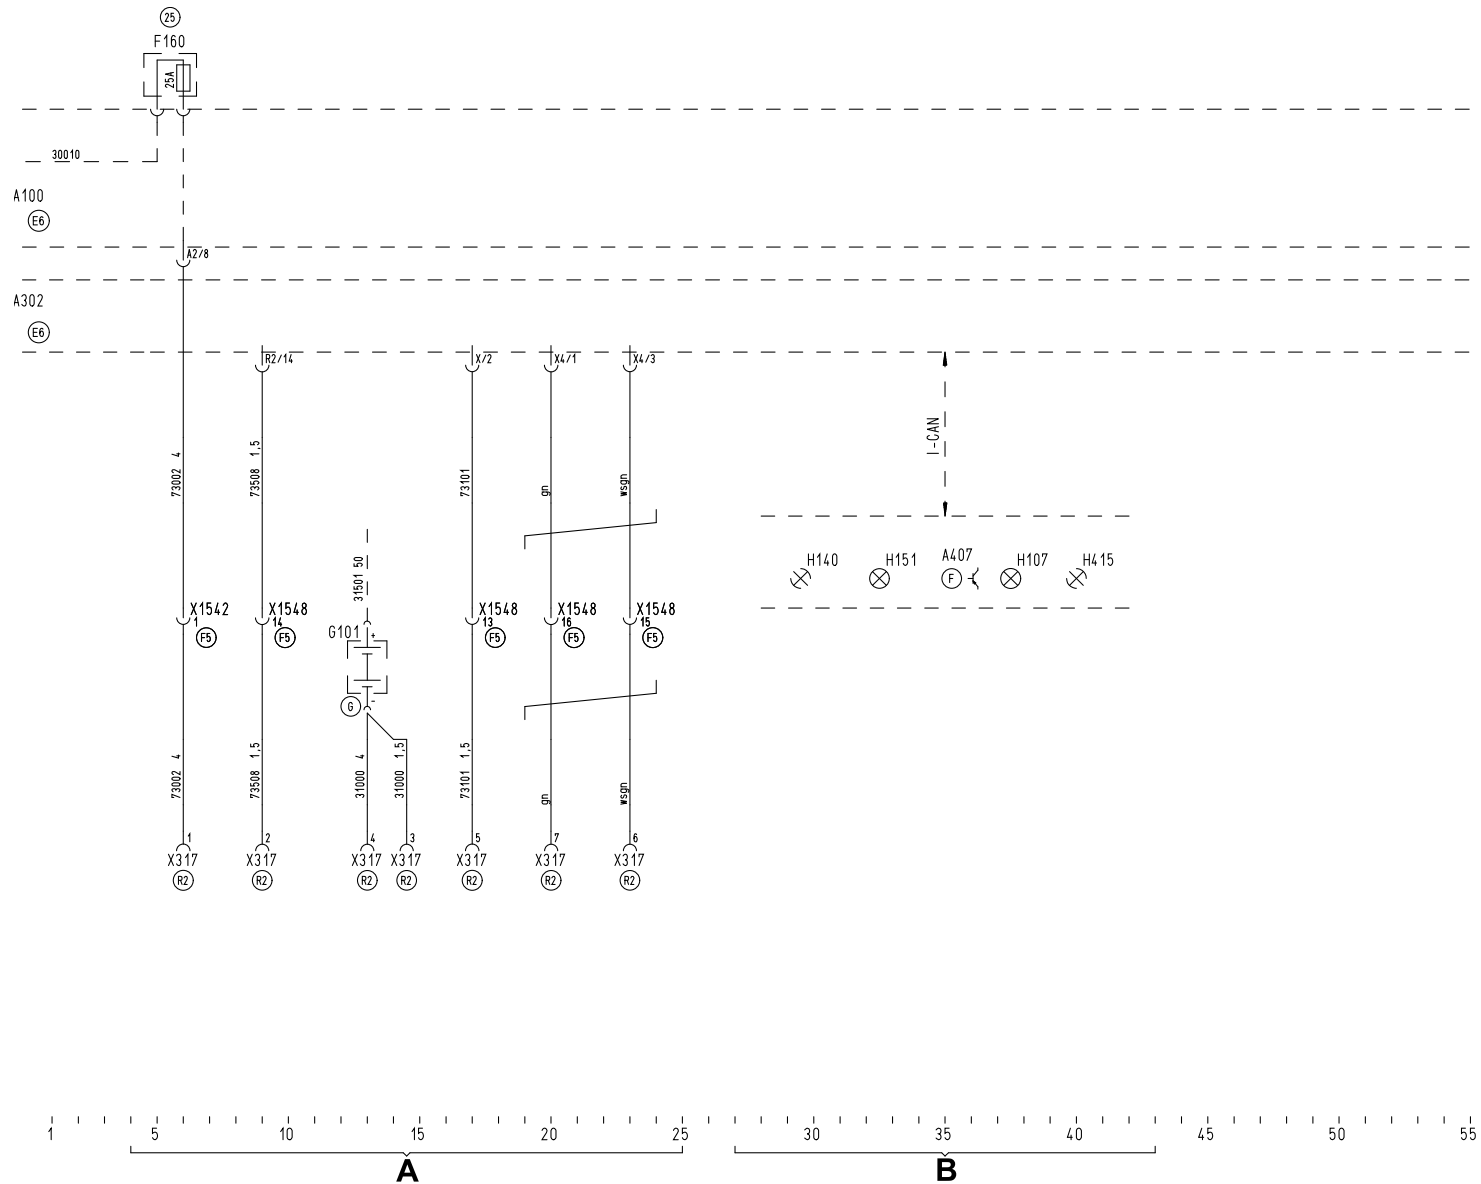 25
F160
25A
30010
A100
E6
A2/8
A302
E6
R2/14 X/2 X4/1 X4/3
73002 4
73508 1,5
73101
gn
wsgn
I-CAN
31501 50
H140 H151 A407 H107 H415
F
X1542 X1548 X1548 X1548 X1548
1 14 13 16 15
F5 F5 F5 F5 F5
G101
+
-
G
73002 4
73508 1,5
31000 4
31000 1,5
73101 1,5
gn
wsgn
1 2 4 3 5 7 6
X317 X317 X317 X317 X317 X317 X317
R2 R2 R2 R2 R2 R2 R2
1 5 10 15 20 25 30 35 40 45 50 55
A B